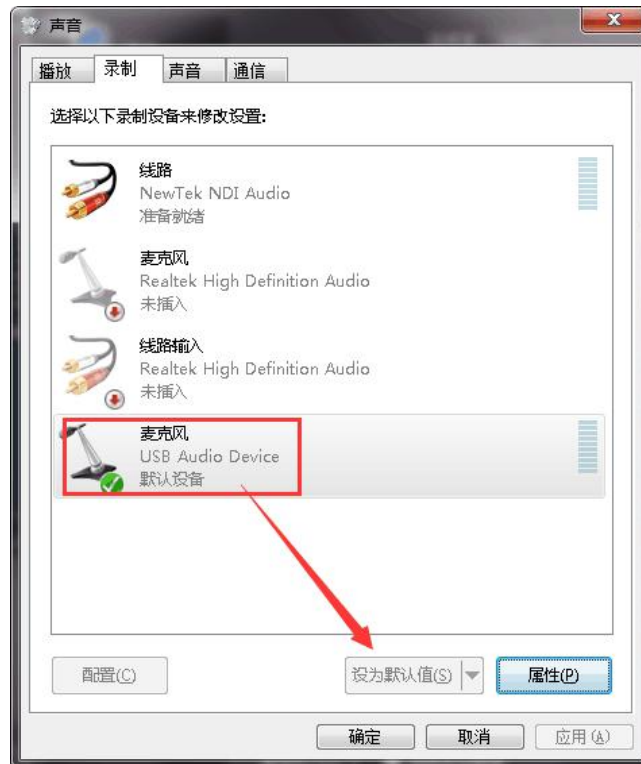 声音
播放 录制 声音 通信
选择以下录制设备来修改设置:
线路
NewTek NDI Audio
准备就绪
麦克风
Realtek High Definition Audio
未插入
线路输入
Realtek High Definition Audio
未插入
麦克风
USB Audio Device
默认设备
配置(C) 设为默认值(S) 属性(P)
确定 取消 应用(A)